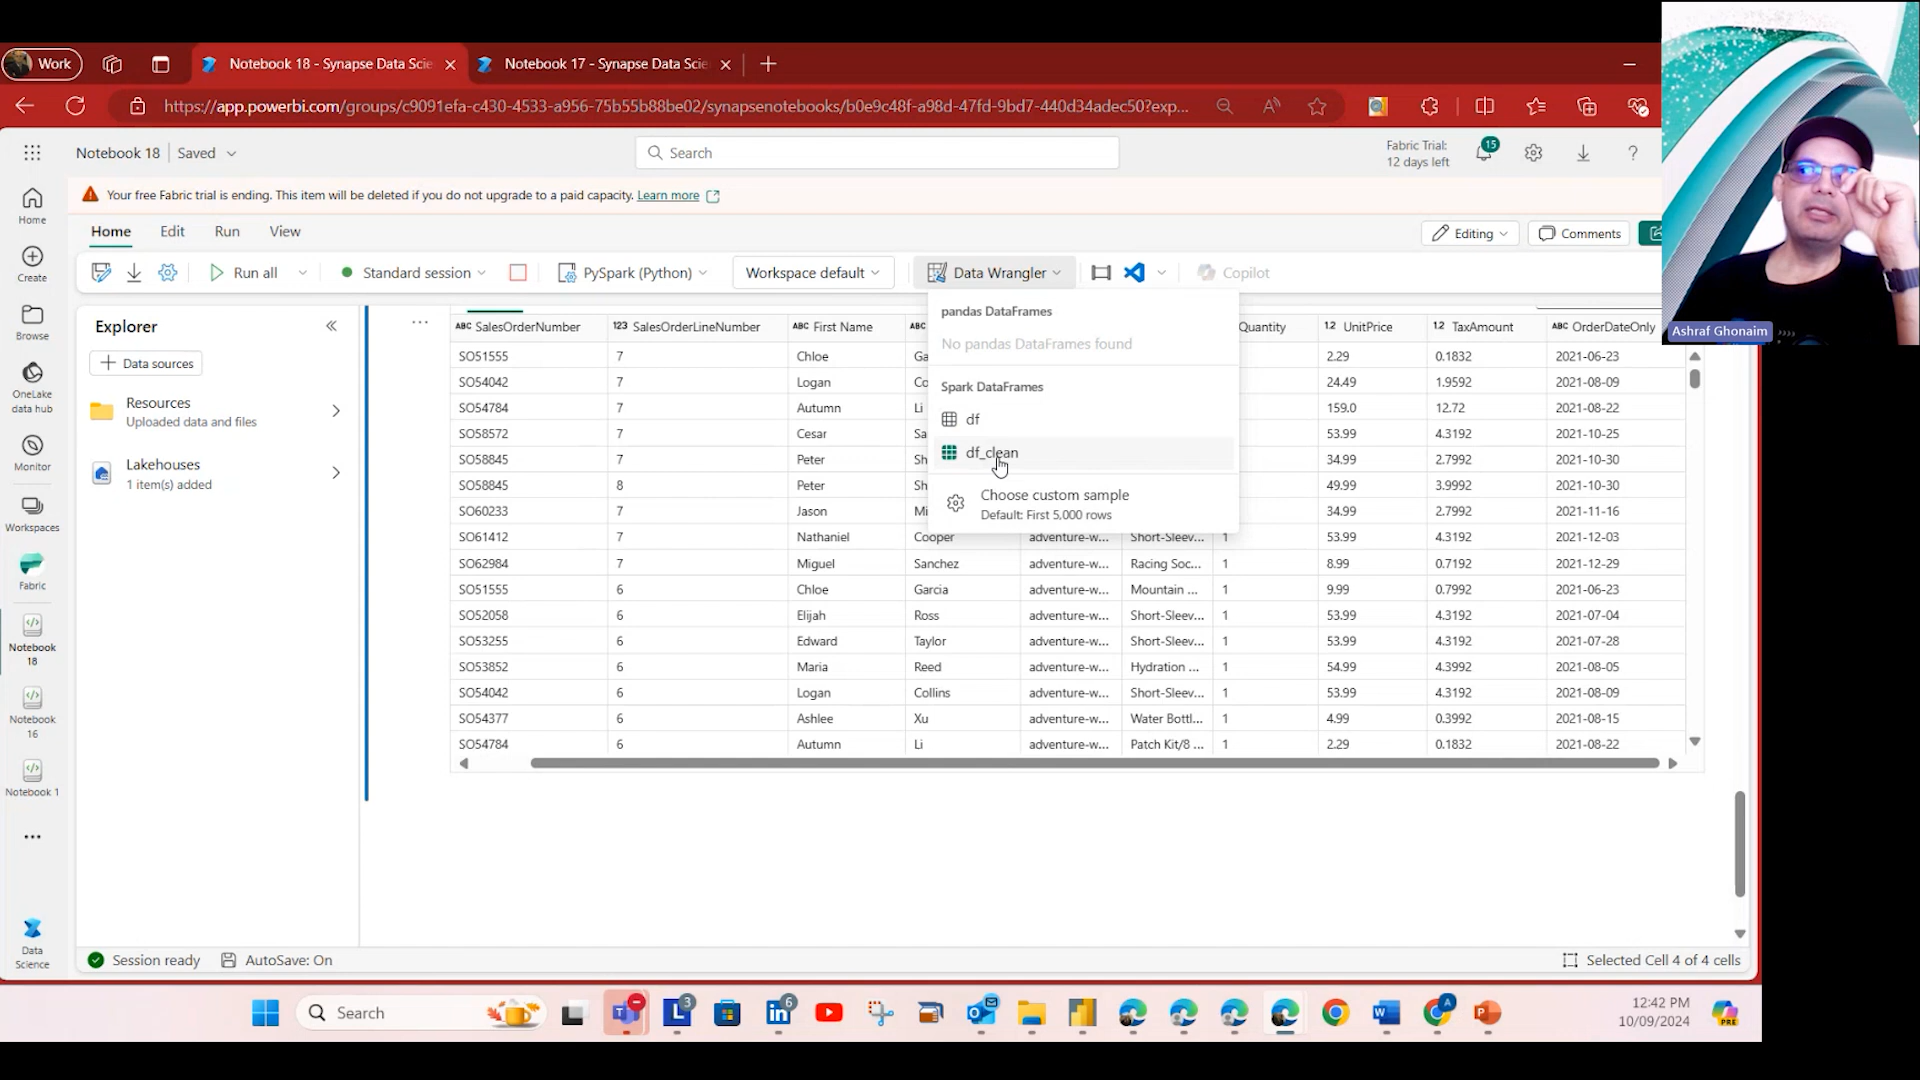 Work
Notebook 18 - Synapse Data Scie
Notebook 17 - Synapse Data Scie
https://app.powerbi.com/groups/c9091efa-c430-4533-a956-75b55b88be02/synapsenotebooks/b0e9c48f-a98d-47fd-9bd7-440d34adec50?exp...
Notebook 18 | Saved
Search
Fabric Trial:
12 days left
15
?
Your free Fabric trial is ending. This item will be deleted if you do not upgrade to a paid capacity. Learn more
Home Edit Run View
Editing
Comments
Run all
Standard session
PySpark (Python)
Workspace default
Data Wrangler
Copilot
Home
Create
Browse
OneLake
data hub
Monitor
Workspaces
Fabric
Notebook
18
Notebook
16
Notebook 1
Data
Science
Explorer
Data sources
Resources
Uploaded data and files
Lakehouses
1 item(s) added
pandas DataFrames
No pandas DataFrames found
Spark DataFrames
df
df_clean
Choose custom sample
Default: First 5,000 rows
ABC SalesOrderNumber 123 SalesOrderLineNumber ABC First Name ABC Quantity 1.2 UnitPrice 1.2 TaxAmount ABC OrderDateOnly
SO51555 7 Chloe Ga 2.29 0.1832 2021-06-23
SO54042 7 Logan Co 24.49 1.9592 2021-08-09
SO54784 7 Autumn Li 159.0 12.72 2021-08-22
SO58572 7 Cesar Sa 53.99 4.3192 2021-10-25
SO58845 7 Peter Sh 34.99 2.7992 2021-10-30
SO58845 8 Peter Sh 49.99 3.9992 2021-10-30
SO60233 7 Jason Mi 34.99 2.7992 2021-11-16
SO61412 7 Nathaniel Cooper adventure-w... Short-Sleev... 1 53.99 4.3192 2021-12-03
SO62984 7 Miguel Sanchez adventure-w... Racing Soc... 1 8.99 0.7192 2021-12-29
SO51555 6 Chloe Garcia adventure-w... Mountain ... 1 9.99 0.7992 2021-06-23
SO52058 6 Elijah Ross adventure-w... Short-Sleev... 1 53.99 4.3192 2021-07-04
SO53255 6 Edward Taylor adventure-w... Short-Sleev... 1 53.99 4.3192 2021-07-28
SO53852 6 Maria Reed adventure-w... Hydration ... 1 54.99 4.3992 2021-08-05
SO54042 6 Logan Collins adventure-w... Short-Sleev... 1 53.99 4.3192 2021-08-09
SO54377 6 Ashlee Xu adventure-w... Water Bottl... 1 4.99 0.3992 2021-08-15
SO54784 6 Autumn Li adventure-w... Patch Kit/8 ... 1 2.29 0.1832 2021-08-22
Session ready
AutoSave: On
Selected Cell 4 of 4 cells
Search
3
6
A
PRE
12:42 PM
10/09/2024
Ashraf Ghonaim